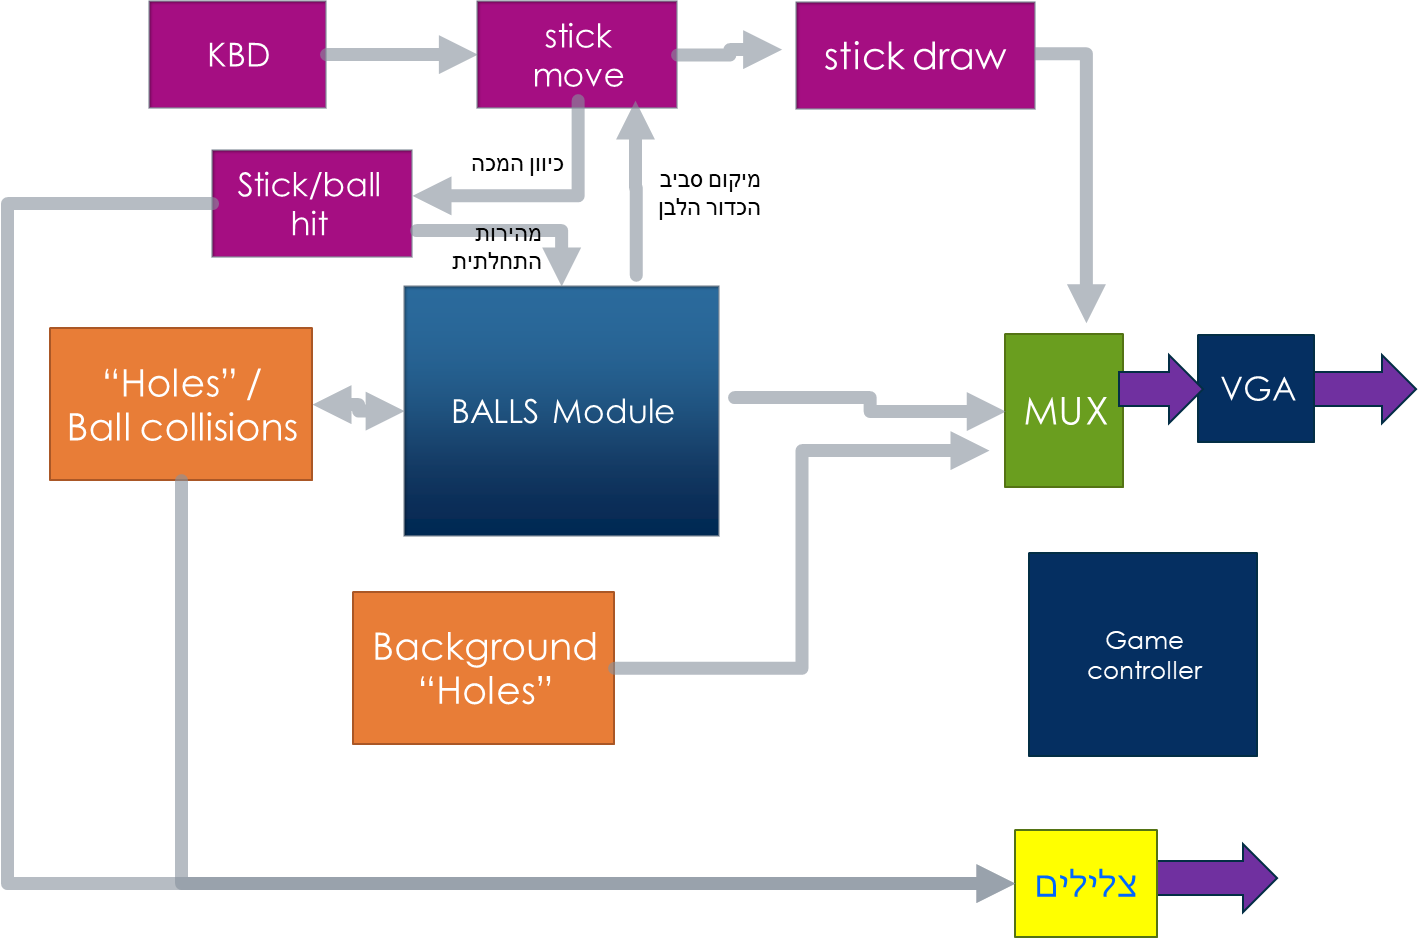 KBD
stick
move
stick draw
כיוון המכה
Stick/ball
hit
מיקום סביב
הכדור הלבן
מהירות
התחלתית
“Holes” /
Ball collisions
BALLS Module
MUX
VGA
Background
“Holes”
Game
controller
צלילים